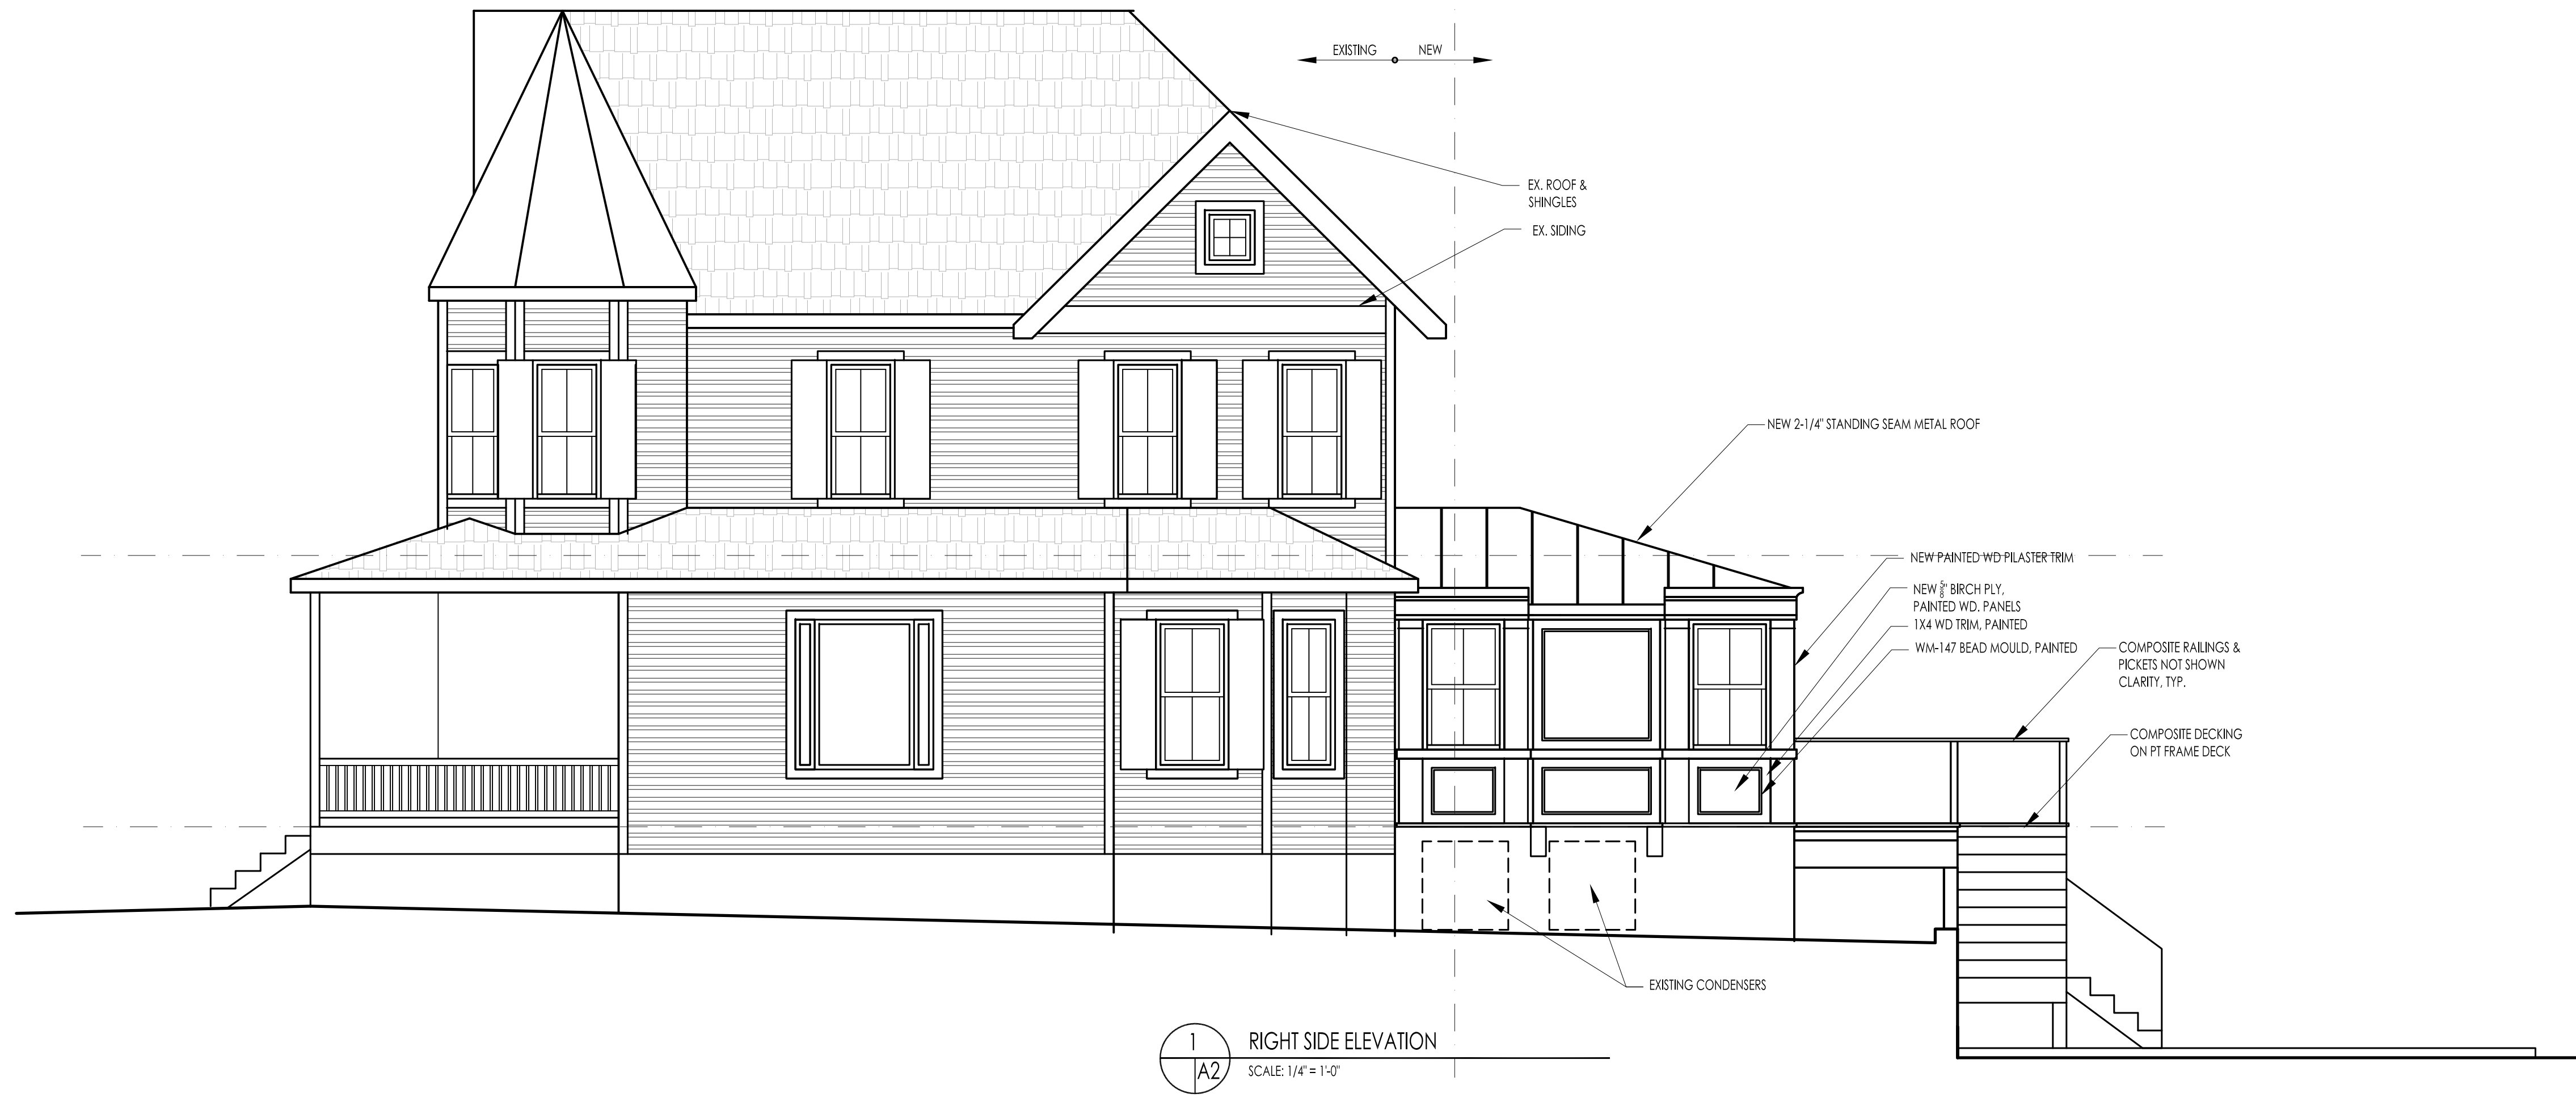 EXISTING NEW
EX. ROOF &
SHINGLES
EX. SIDING
NEW 2-1/4" STANDING SEAM METAL ROOF
NEW PAINTED WD PILASTER TRIM
NEW 5/8" BIRCH PLY,
PAINTED WD. PANELS
1X4 WD TRIM, PAINTED
WM-147 BEAD MOULD, PAINTED
COMPOSITE RAILINGS &
PICKETS NOT SHOWN
CLARITY, TYP.
COMPOSITE DECKING
ON PT FRAME DECK
EXISTING CONDENSERS
1
A2
RIGHT SIDE ELEVATION
SCALE: 1/4" = 1'-0"